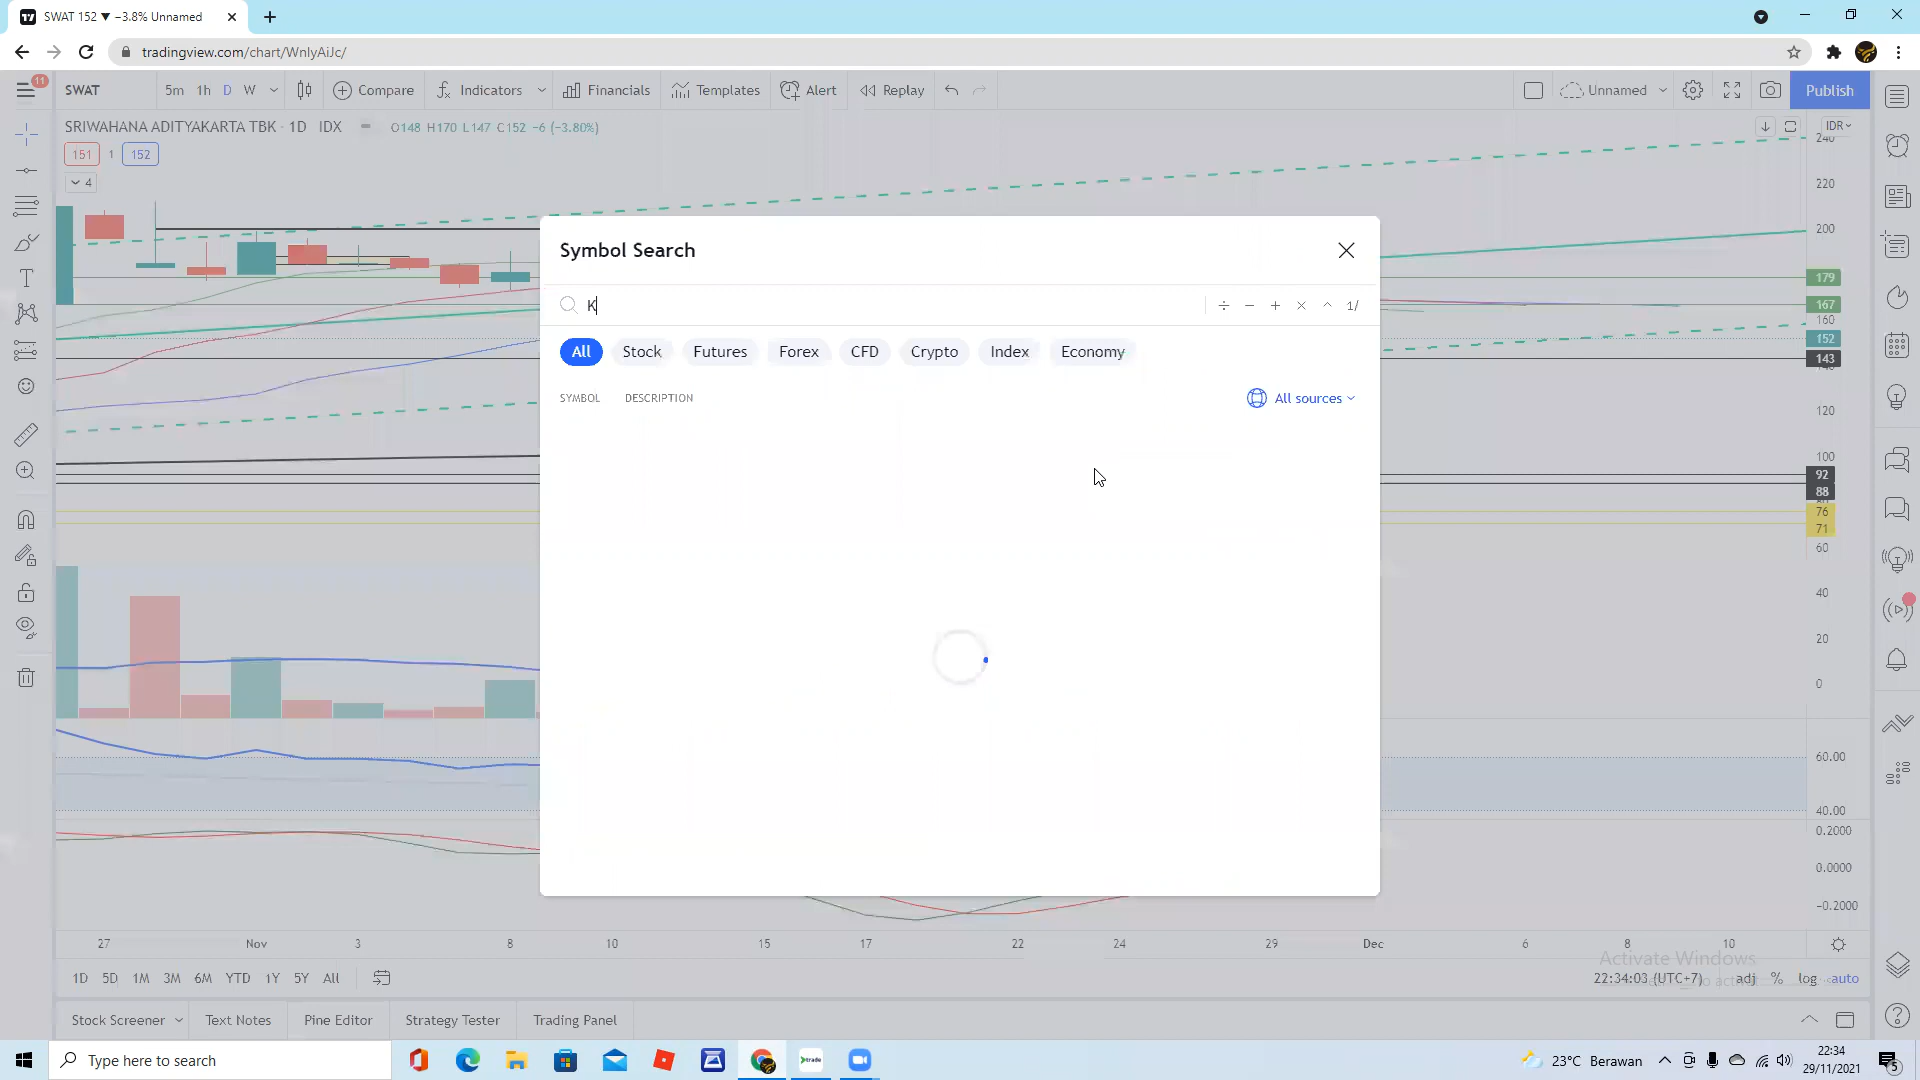 SWAT 152 ▼ −3.8% Unnamed
tradingview.com/chart/WnlyAiJc/
11
SWAT
5m 1h D W
Compare
Indicators
Financials
Templates
Alert
Replay
Unnamed
Publish
SRIWAHANA ADITYAKARTA TBK · 1D IDX
O148 H170 L147 C152 −6 (−3.80%)
IDR
151 1 152
4
240
220
200
179
167
160
152
143
120
100
92
88
76
71
60
40
20
0
60.00
40.00
0.2000
0.0000
−0.2000
Symbol Search
K
÷ − + × ^ 1/
All Stock Futures Forex CFD Crypto Index Economy
SYMBOL DESCRIPTION
All sources
27 Nov 3 8 10 15 17 22 24 29 Dec 6 8 10
Activate Windows
1D 5D 1M 3M 6M YTD 1Y 5Y All
22:34:03 (UTC+7) adj % log auto
Stock Screener Text Notes Pine Editor Strategy Tester Trading Panel
Type here to search
trade
23°C Berawan
22:34
29/11/2021
5